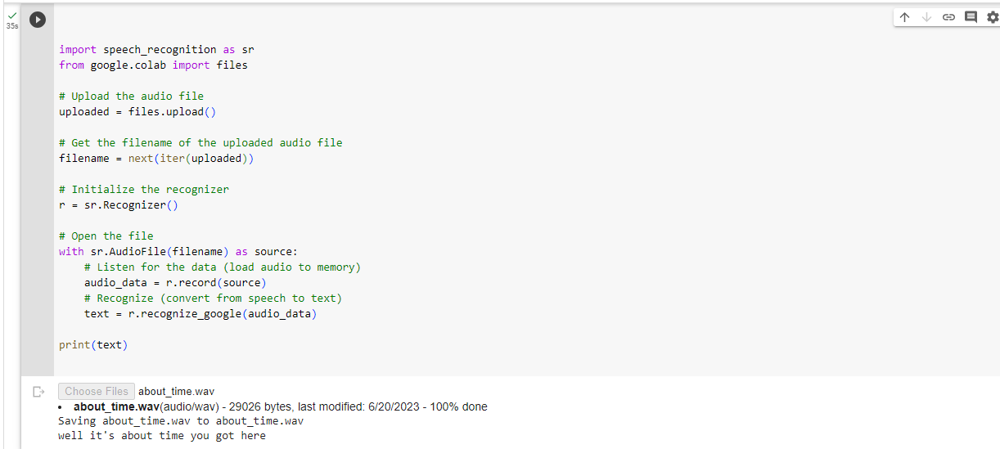 35s
import speech_recognition as sr
from google.colab import files
# Upload the audio file
uploaded = files.upload()
# Get the filename of the uploaded audio file
filename = next(iter(uploaded))
# Initialize the recognizer
r = sr.Recognizer()
# Open the file
with sr.AudioFile(filename) as source:
    # Listen for the data (load audio to memory)
    audio_data = r.record(source)
    # Recognize (convert from speech to text)
    text = r.recognize_google(audio_data)
print(text)
Choose Files about_time.wav
• about_time.wav(audio/wav) - 29026 bytes, last modified: 6/20/2023 - 100% done
Saving about_time.wav to about_time.wav
well it's about time you got here